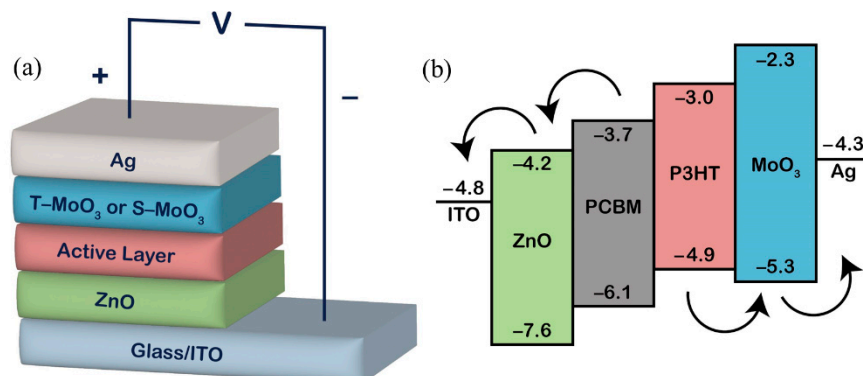 (a)
V
+
−
Ag
T–MoO₃ or S–MoO₃
Active Layer
ZnO
Glass/ITO
(b)
−4.8
ITO
−4.2
ZnO
−7.6
−3.7
PCBM
−6.1
−3.0
P3HT
−4.9
−2.3
MoO₃
−5.3
−4.3
Ag